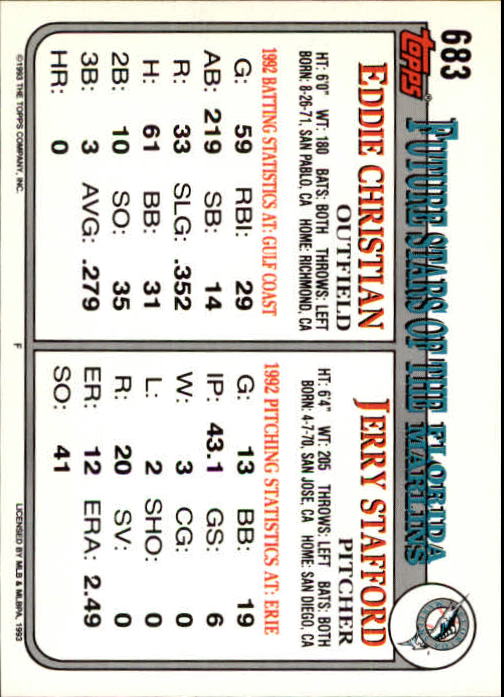 683
TOPPS®
FUTURE STARS OF THE FLORIDA MARLINS
EDDIE CHRISTIAN
OUTFIELD
HT: 6'0" WT: 180 BATS: BOTH THROWS: LEFT
BORN: 8-26-71, SAN PABLO, CA HOME: RICHMOND, CA
1992 BATTING STATISTICS AT: GULF COAST
G: 59 RBI: 29
AB: 219 SB: 14
R: 33 SLG: .352
H: 61 BB: 31
2B: 10 SO: 35
3B: 3 AVG: .279
HR: 0
JERRY STAFFORD
PITCHER
HT: 6'4" WT: 205 THROWS: LEFT BATS: BOTH
BORN: 4-7-70, SAN JOSE, CA HOME: SAN DIEGO, CA
1992 PITCHING STATISTICS AT: ERIE
G: 13 BB: 19
IP: 43.1 GS: 6
W: 3 CG: 0
L: 2 SHO: 0
R: 20 SV: 0
ER: 12 ERA: 2.49
SO: 41
©1993 THE TOPPS COMPANY, INC.
F
LICENSED BY MLB & MLBPA, 1993